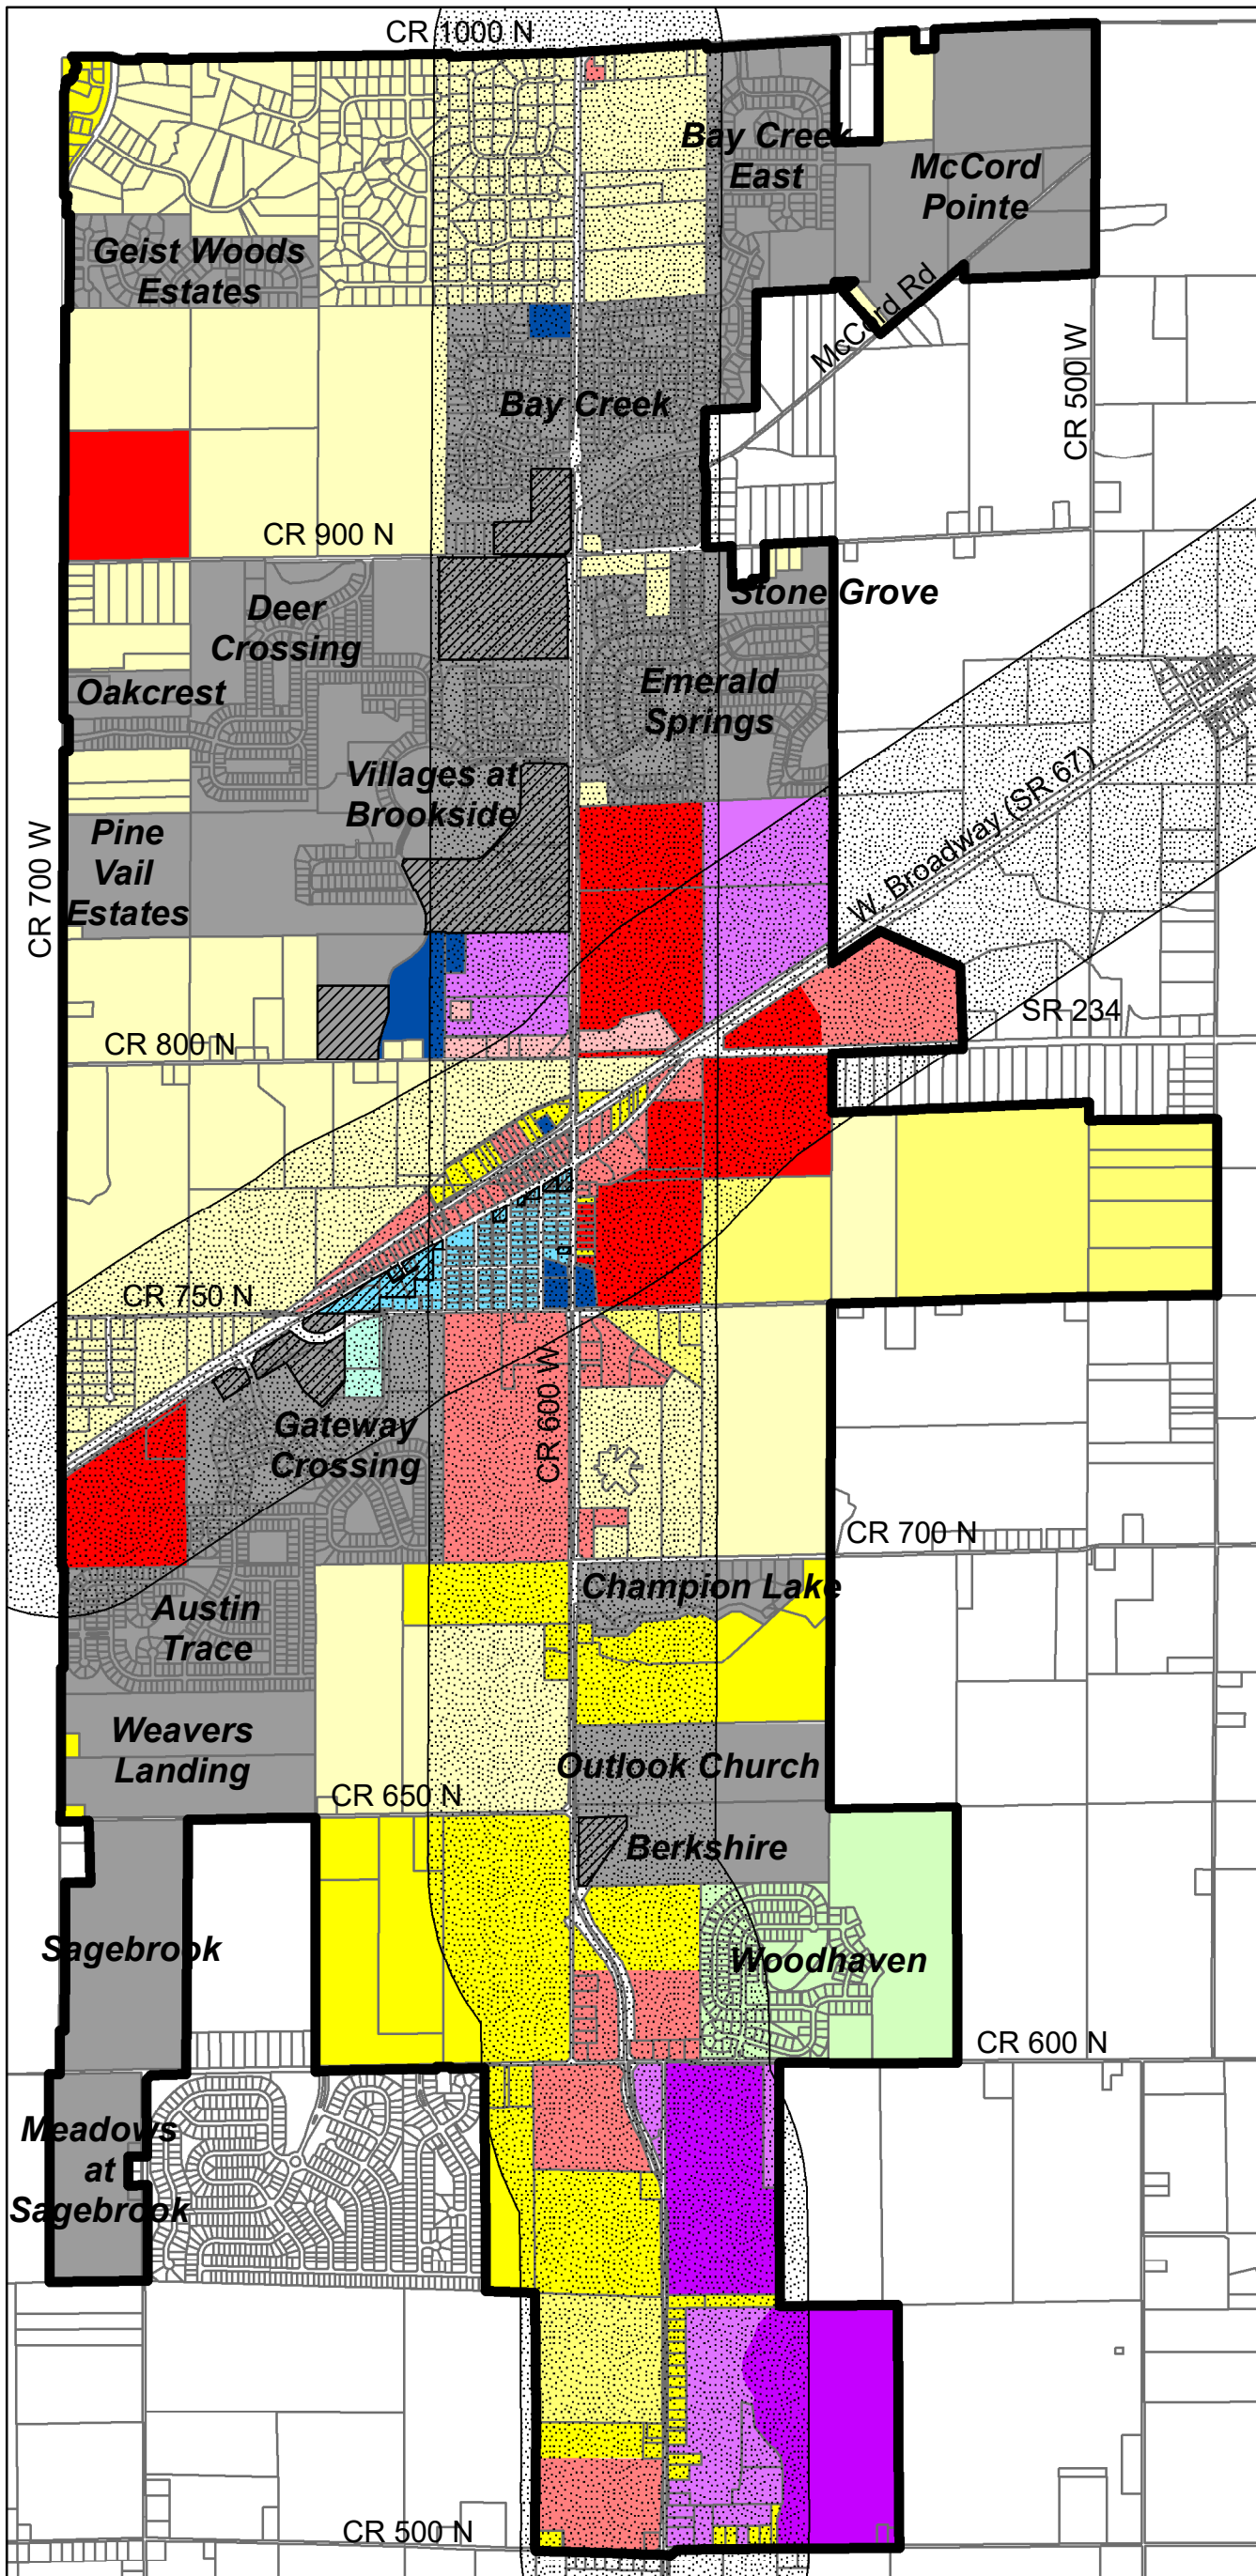 CR 1000 N
Bay Creek
East
McCord
Pointe
Geist Woods
Estates
McCord Rd
CR 500 W
Bay Creek
CR 900 N
Stone Grove
Deer
Crossing
Oakcrest
Emerald
Springs
Villages at
Brookside
W. Broadway (SR 67)
CR 700 W
Pine
Vail
Estates
SR 234
CR 800 N
CR 750 N
Gateway
Crossing
CR 600 W
CR 700 N
Champion Lake
Austin
Trace
Weavers
Landing
Outlook Church
CR 650 N
Berkshire
Sagebrook
Woodhaven
CR 600 N
Meadows
at
Sagebrook
CR 500 N